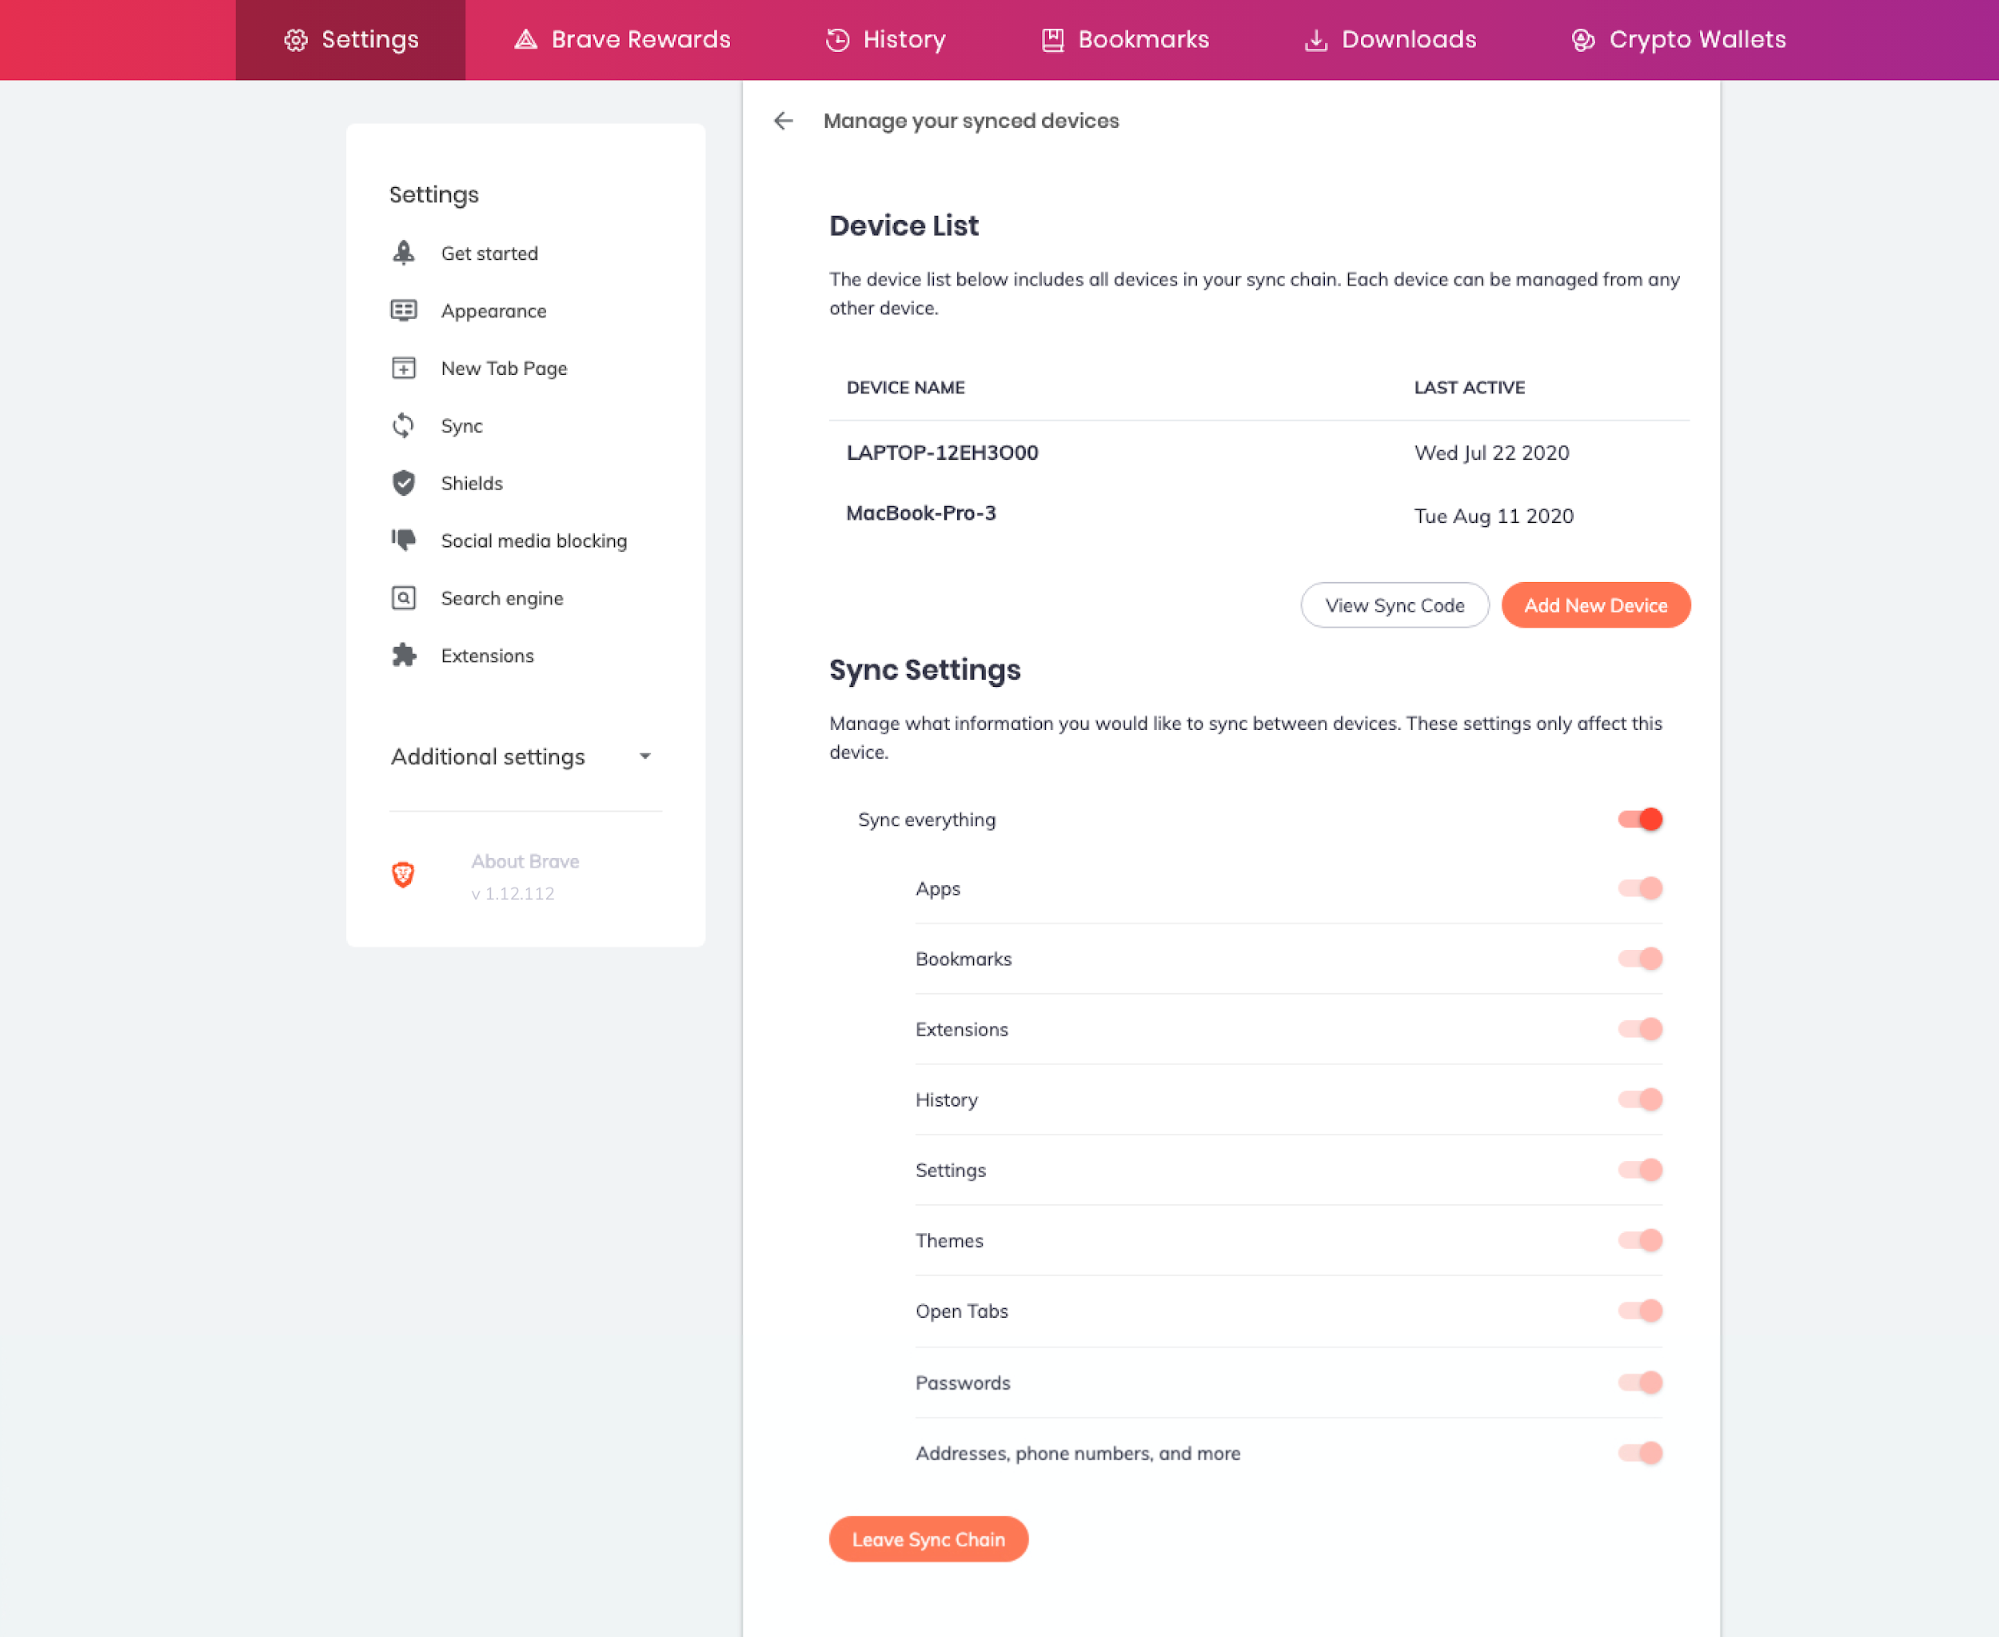 Settings
Brave Rewards
History
Bookmarks
Downloads
Crypto Wallets
Settings
Get started
Appearance
New Tab Page
Sync
Shields
Social media blocking
Search engine
Extensions
Additional settings
About Brave
v 1.12.112
Manage your synced devices
Device List
The device list below includes all devices in your sync chain. Each device can be managed from any
other device.
DEVICE NAME LAST ACTIVE
LAPTOP-12EH3O00 Wed Jul 22 2020
MacBook-Pro-3 Tue Aug 11 2020
View Sync Code
Add New Device
Sync Settings
Manage what information you would like to sync between devices. These settings only affect this
device.
Sync everything
Apps
Bookmarks
Extensions
History
Settings
Themes
Open Tabs
Passwords
Addresses, phone numbers, and more
Leave Sync Chain